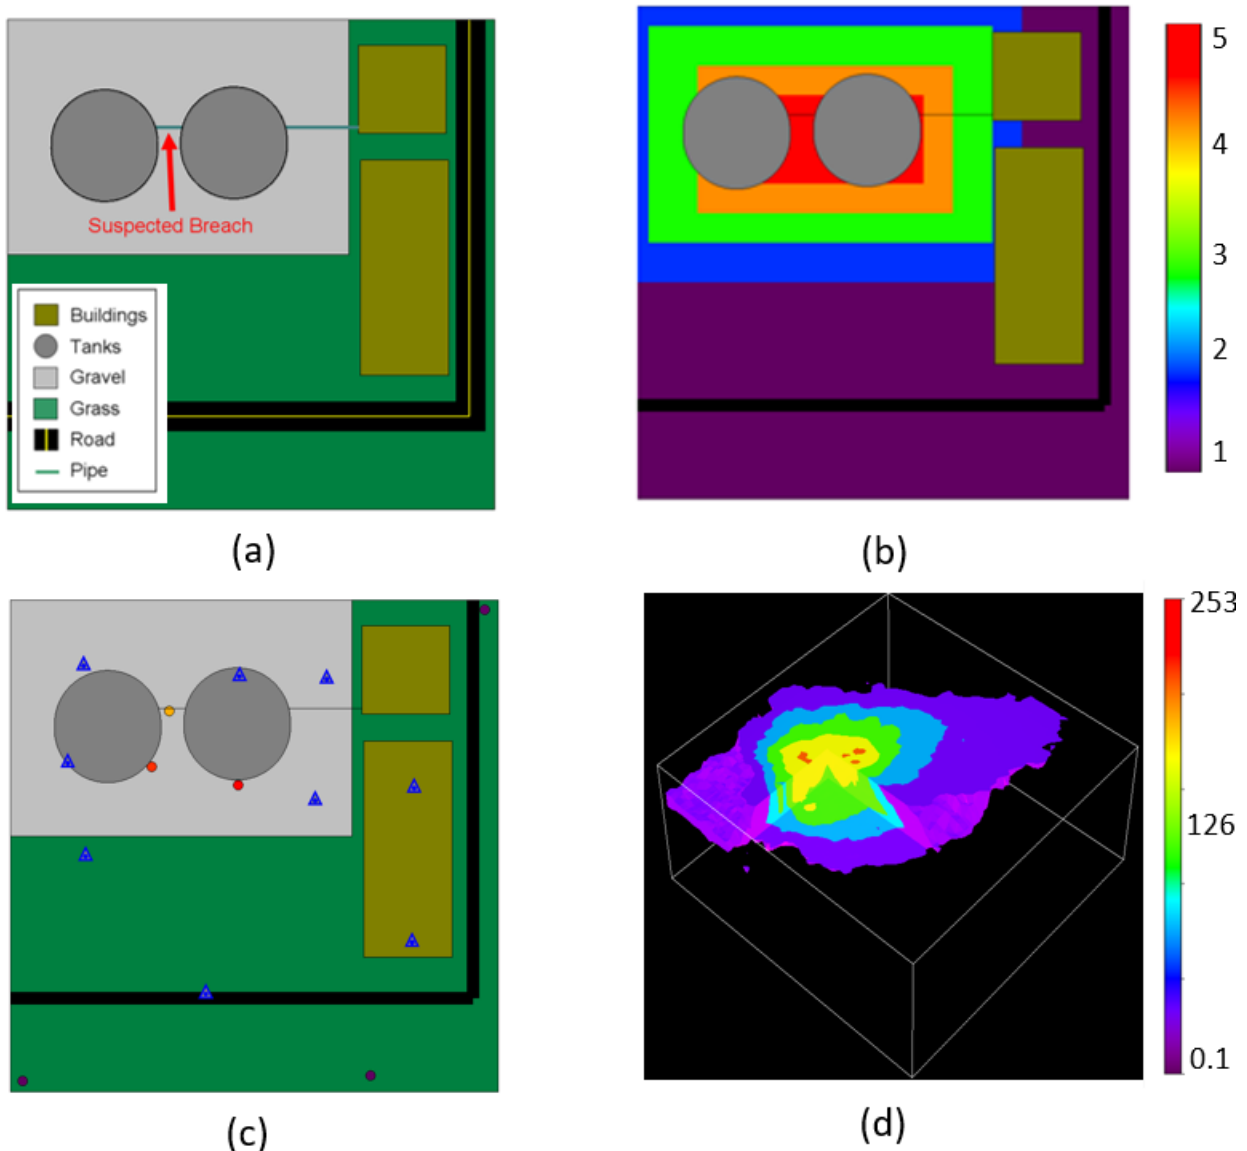 Suspected Breach
Buildings
Tanks
Gravel
Grass
Road
Pipe
(a)
5
4
3
2
1
(b)
(c)
253
126
0.1
(d)